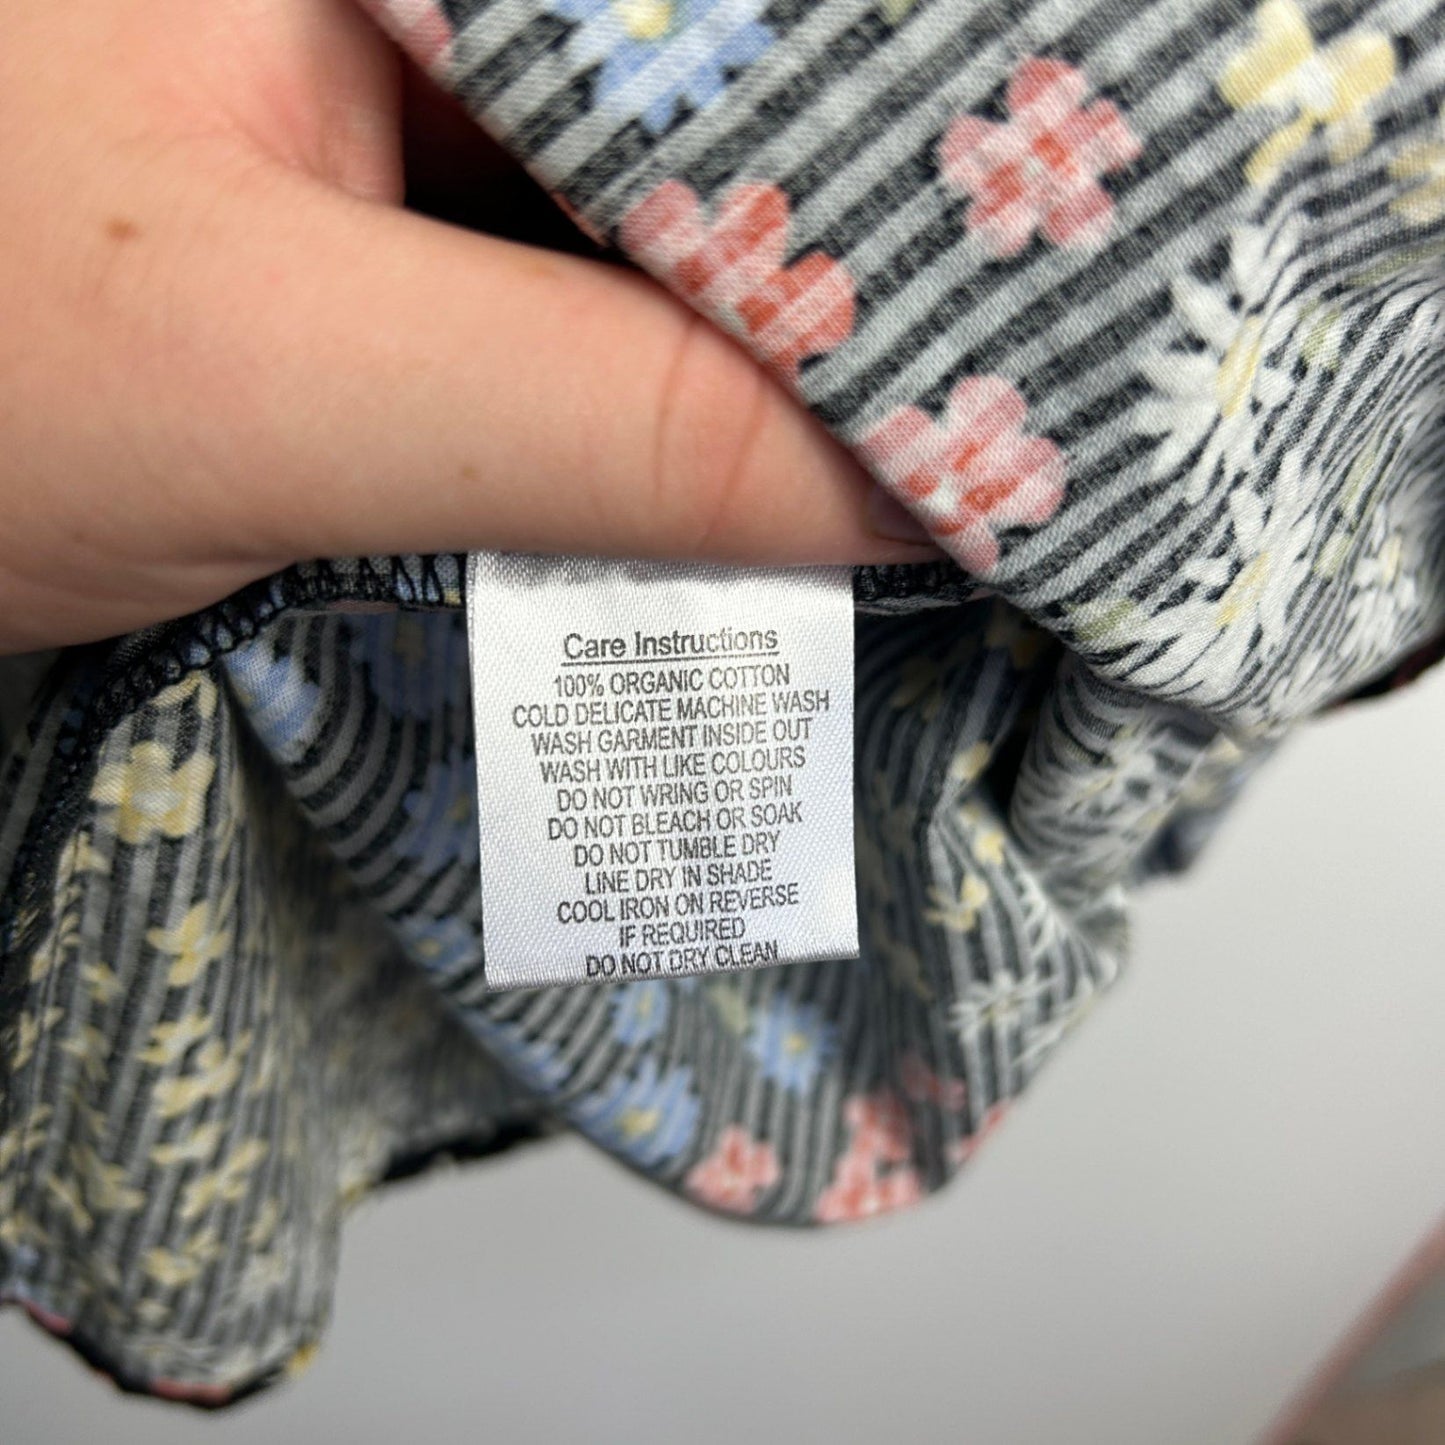 Care Instructions
100% ORGANIC COTTON
COLD DELICATE MACHINE WASH
WASH GARMENT INSIDE OUT
WASH WITH LIKE COLOURS
DO NOT WRING OR SPIN
DO NOT BLEACH OR SOAK
DO NOT TUMBLE DRY
LINE DRY IN SHADE
COOL IRON ON REVERSE
IF REQUIRED
DO NOT DRY CLEAN